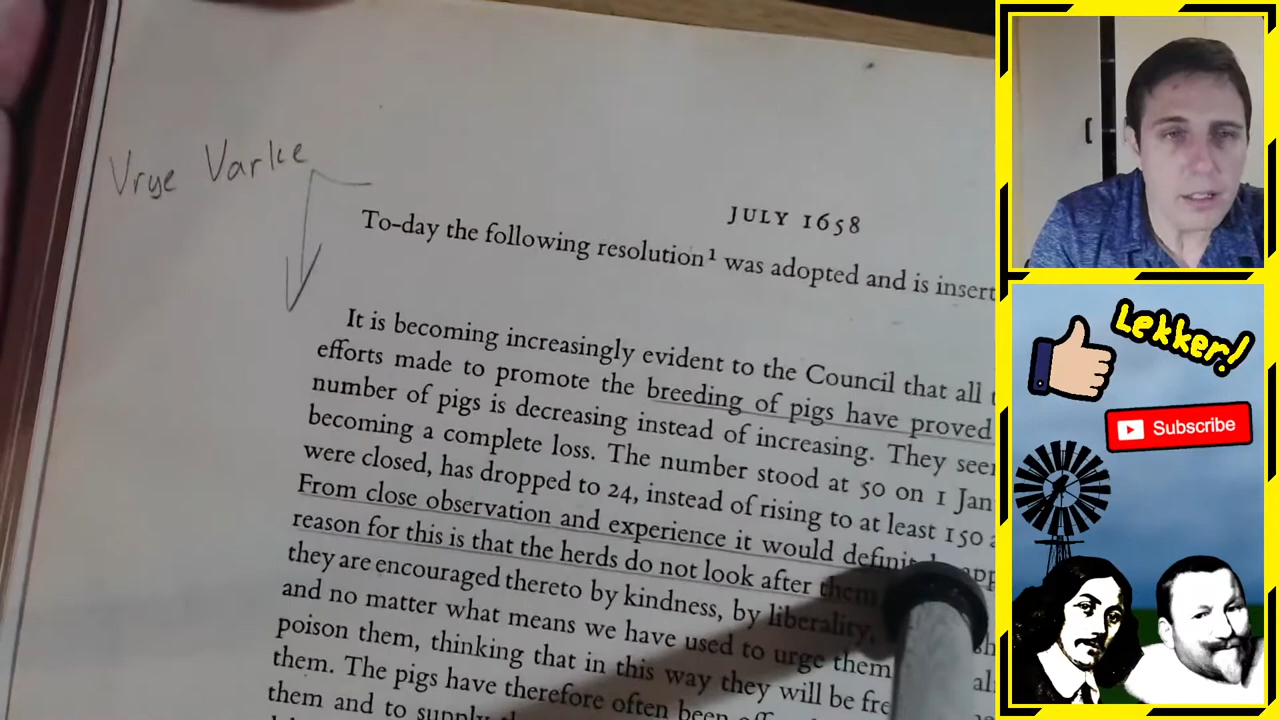 Vrye Varke
JULY 1658
To-day the following resolution¹ was adopted and is insert
It is becoming increasingly evident to the Council that all
efforts made to promote the breeding of pigs have proved
number of pigs is decreasing instead of increasing. They
becoming a complete loss. The number stood at 50 on 1 Jan
were closed, has dropped to 24, instead of rising to at least 150
From close observation and experience it would
reason for this is that the herds do not look after them
they are encouraged thereto by kindness, by liberality,
and no matter what means we have used to urge them
poison them, thinking that in this way they will be
them. The pigs have therefore often been
them and to supply
Lekker!
Subscribe